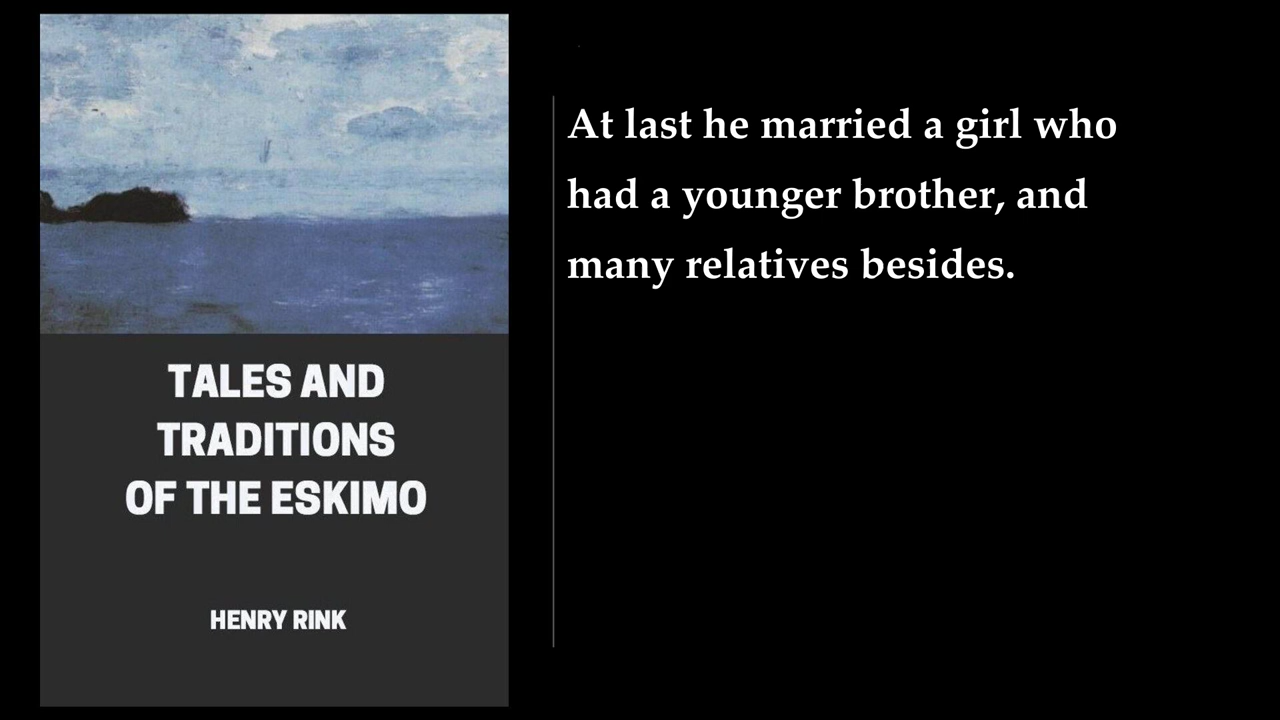 TALES AND
TRADITIONS
OF THE ESKIMO
HENRY RINK
At last he married a girl who
had a younger brother, and
many relatives besides.